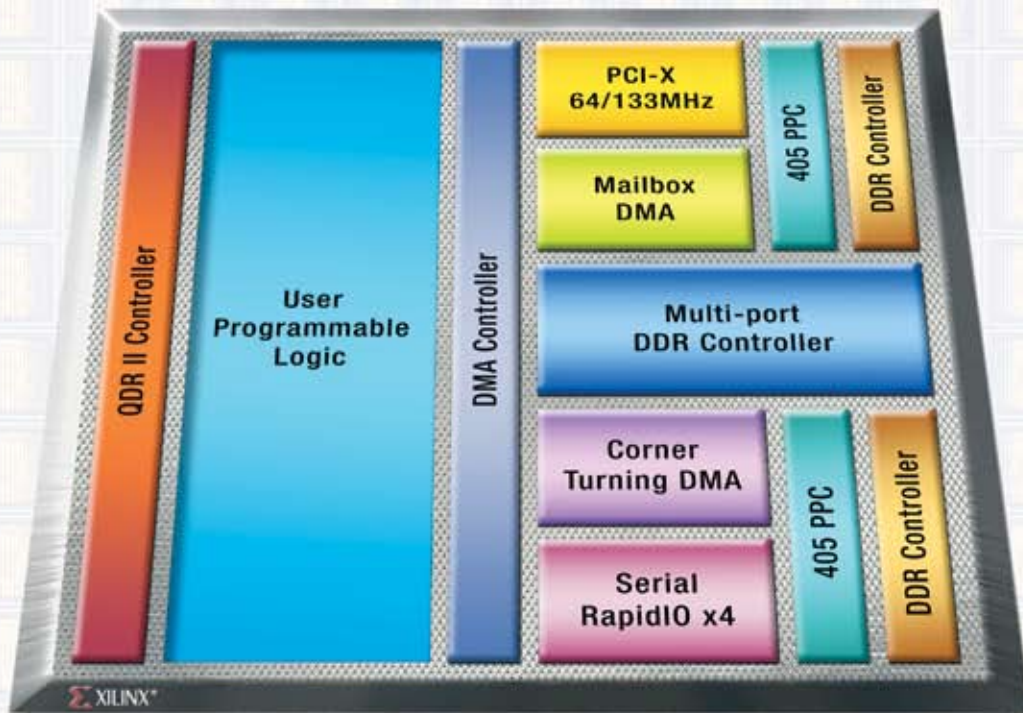 QDR II Controller
User
Programmable
Logic
DMA Controller
PCI-X
64/133MHz
Mailbox
DMA
405 PPC
DDR Controller
Multi-port
DDR Controller
Corner
Turning DMA
Serial
RapidIO x4
405 PPC
DDR Controller
XILINX®